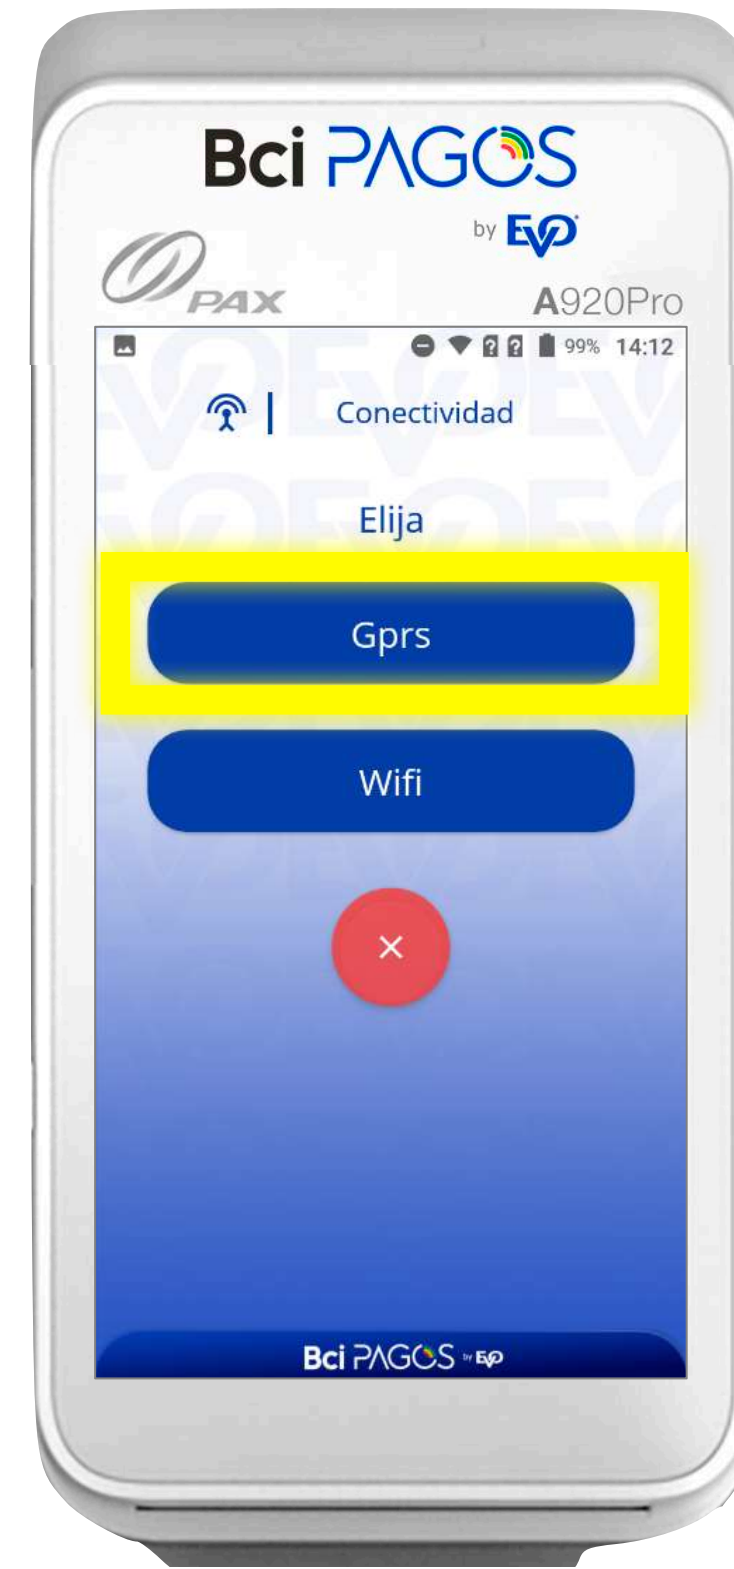 Bci PAGOS
by EVO
PAX
A920Pro
99% 14:12
Conectividad
Elija
Gprs
Wifi
Bci PAGOS by EVO